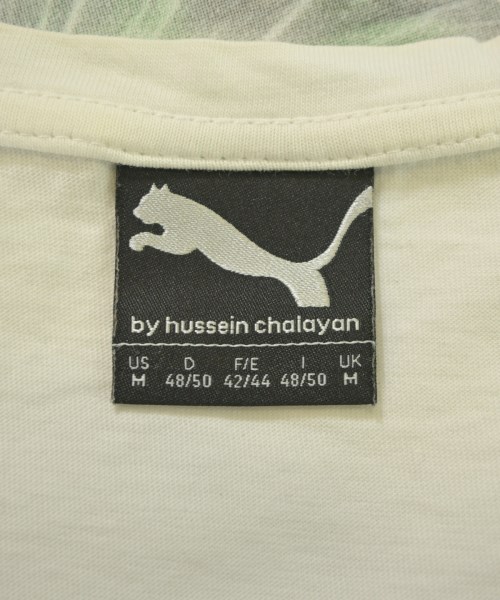 by hussein chalayan
US D F/E I UK
M 48/50 42/44 48/50 M